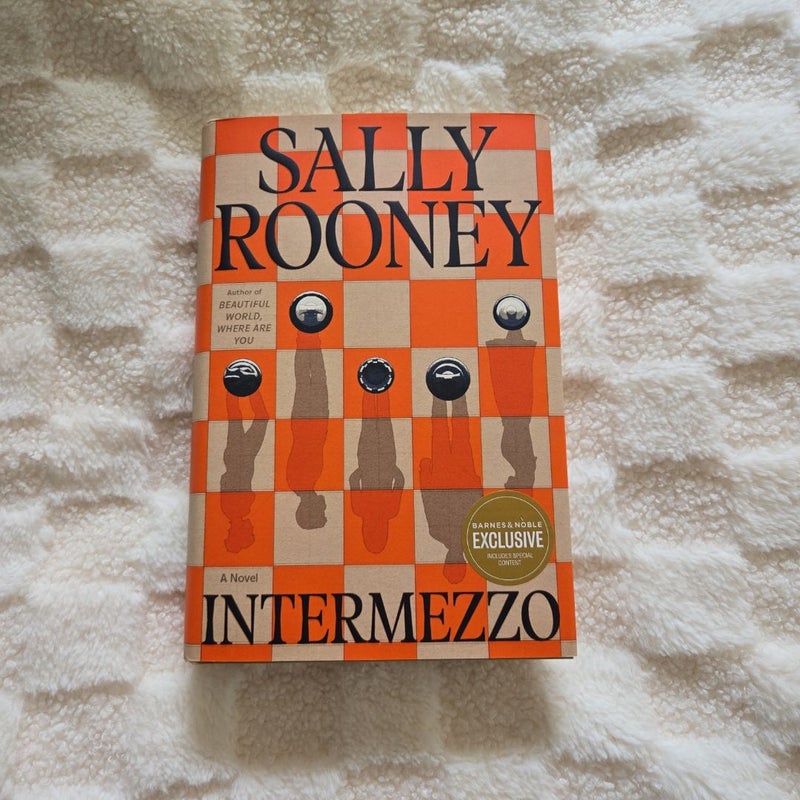 SALLY
ROONEY
Author of
BEAUTIFUL
WORLD,
WHERE ARE
YOU
BARNES & NOBLE
EXCLUSIVE
INCLUDES SPECIAL
CONTENT
A Novel
INTERMEZZO